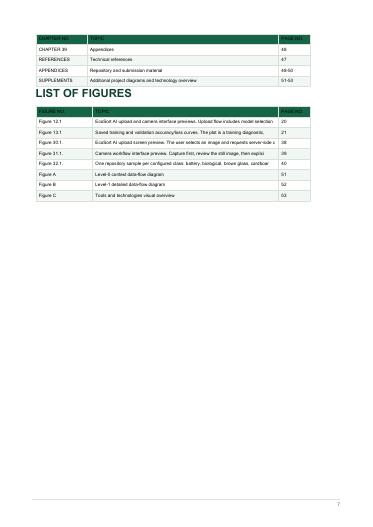 CHAPTER NO. TOPIC PAGE NO.
CHAPTER 39 Appendices 46
REFERENCES Technical references 47
APPENDICES Repository and submission material 48-50
SUPPLEMENTS Additional project diagrams and technology overview 51-53
LIST OF FIGURES
FIGURE NO. TOPIC PAGE NO.
Figure 12.1 EcoSort AI upload and camera interface previews. Upload flow includes model selection 20
Figure 13.1 Saved training and validation accuracy/loss curves. The plot is a training diagnostic, 21
Figure 30.1. EcoSort AI upload screen preview. The user selects an image and requests server-side c 38
Figure 31.1. Camera workflow interface preview. Capture first, review the still image, then explici 39
Figure 32.1. One repository sample per configured class: battery, biological, brown glass, cardboar 40
Figure A Level-0 context data-flow diagram 51
Figure B Level-1 detailed data-flow diagram 52
Figure C Tools and technologies visual overview 53
7